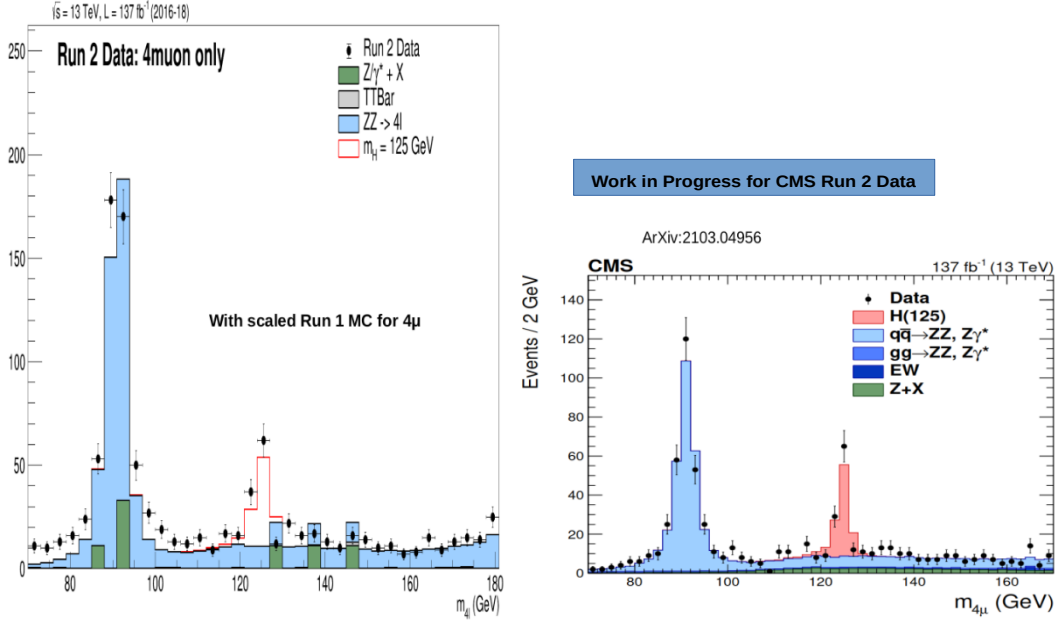 √s = 13 TeV, L = 137 fb⁻¹ (2016-18)
Run 2 Data: 4muon only
Run 2 Data
Z/γ* + X
TTBar
ZZ -> 4l
m_H = 125 GeV
With scaled Run 1 MC for 4μ
250
200
150
100
50
0
80
100
120
140
160
180
m_4l (GeV)
Work in Progress for CMS Run 2 Data
ArXiv:2103.04956
CMS
137 fb⁻¹ (13 TeV)
Events / 2 GeV
Data
H(125)
qq̅→ZZ, Zγ*
gg→ZZ, Zγ*
EW
Z+X
140
120
100
80
60
40
20
0
80
100
120
140
160
m_4μ (GeV)